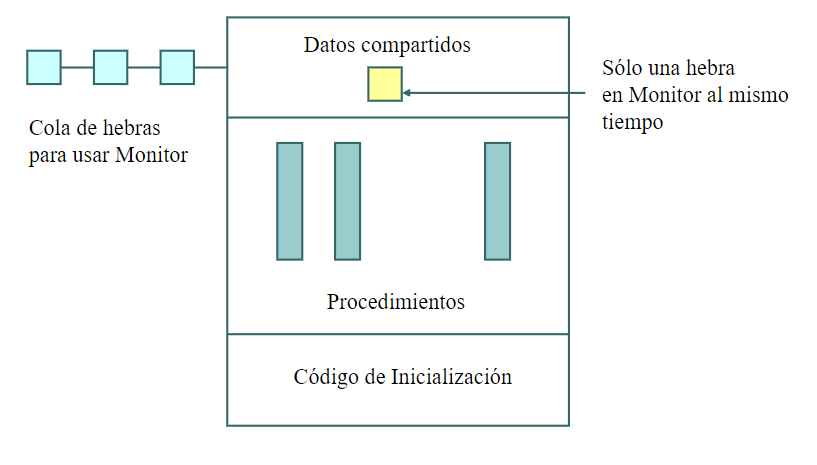 Datos compartidos
Sólo una hebra
en Monitor al mismo
tiempo
Cola de hebras
para usar Monitor
Procedimientos
Código de Inicialización